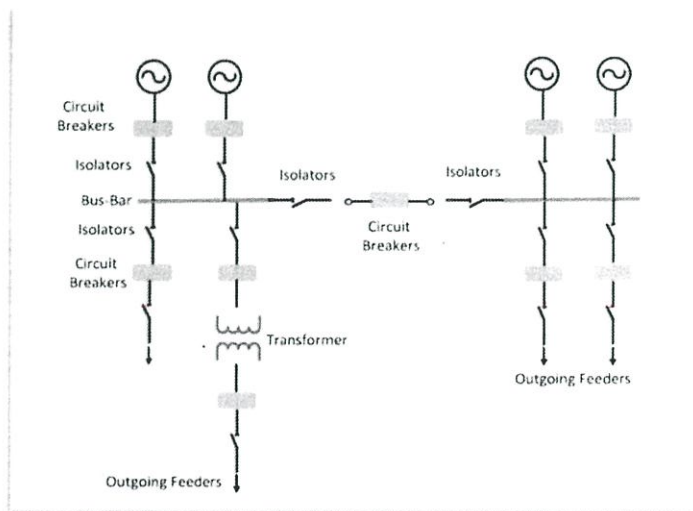 Circuit
Breakers
Isolators
Isolators
Isolators
Bus-Bar
Isolators
Circuit
Breakers
Circuit
Breakers
Transformer
Outgoing Feeders
Outgoing Feeders